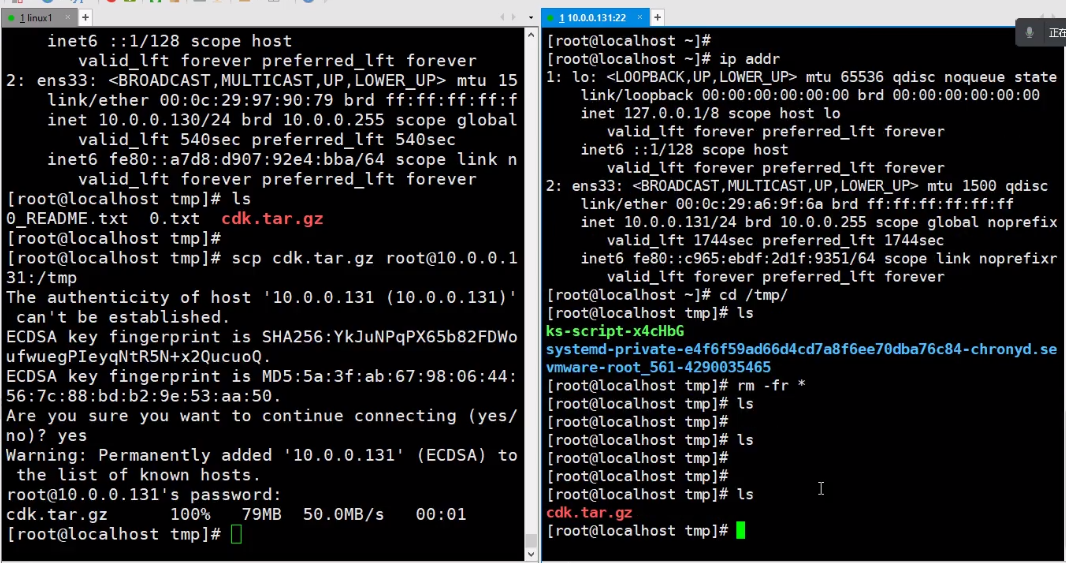 1 linux1
inet6 ::1/128 scope host
valid_lft forever preferred_lft forever
2: ens33: <BROADCAST,MULTICAST,UP,LOWER_UP> mtu 15
link/ether 00:0c:29:97:90:79 brd ff:ff:ff:ff:f
inet 10.0.0.130/24 brd 10.0.0.255 scope global
valid_lft 540sec preferred_lft 540sec
inet6 fe80::a7d8:d907:92e4:bba/64 scope link n
valid_lft forever preferred_lft forever
[root@localhost tmp]# ls
0_README.txt  0.txt  cdk.tar.gz
[root@localhost tmp]#
[root@localhost tmp]# scp cdk.tar.gz root@10.0.0.1
31:/tmp
The authenticity of host '10.0.0.131 (10.0.0.131)'
can't be established.
ECDSA key fingerprint is SHA256:YkJuNPqPX65b82FDWo
ufwuegPIeyqNtR5N+x2QucuoQ.
ECDSA key fingerprint is MD5:5a:3f:ab:67:98:06:44:
56:7c:88:bd:b2:9e:53:aa:50.
Are you sure you want to continue connecting (yes/
no)? yes
Warning: Permanently added '10.0.0.131' (ECDSA) to
the list of known hosts.
root@10.0.0.131's password:
cdk.tar.gz      100%   79MB  50.0MB/s   00:01
[root@localhost tmp]#
1 10.0.0.131:22
正在
[root@localhost ~]#
[root@localhost ~]# ip addr
1: lo: <LOOPBACK,UP,LOWER_UP> mtu 65536 qdisc noqueue state
link/loopback 00:00:00:00:00:00 brd 00:00:00:00:00:00
inet 127.0.0.1/8 scope host lo
valid_lft forever preferred_lft forever
inet6 ::1/128 scope host
valid_lft forever preferred_lft forever
2: ens33: <BROADCAST,MULTICAST,UP,LOWER_UP> mtu 1500 qdisc
link/ether 00:0c:29:a6:9f:6a brd ff:ff:ff:ff:ff:ff
inet 10.0.0.131/24 brd 10.0.0.255 scope global noprefix
valid_lft 1744sec preferred_lft 1744sec
inet6 fe80::c965:ebdf:2d1f:9351/64 scope link noprefixr
valid_lft forever preferred_lft forever
[root@localhost ~]# cd /tmp/
[root@localhost tmp]# ls
ks-script-x4cHbG
systemd-private-e4f6f59ad66d4cd7a8f6ee70dba76c84-chronyd.se
vmware-root_561-4290035465
[root@localhost tmp]# rm -fr *
[root@localhost tmp]# ls
[root@localhost tmp]#
[root@localhost tmp]# ls
[root@localhost tmp]#
[root@localhost tmp]#
[root@localhost tmp]# ls
cdk.tar.gz
[root@localhost tmp]#